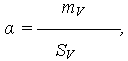 α = m_V / S_V,